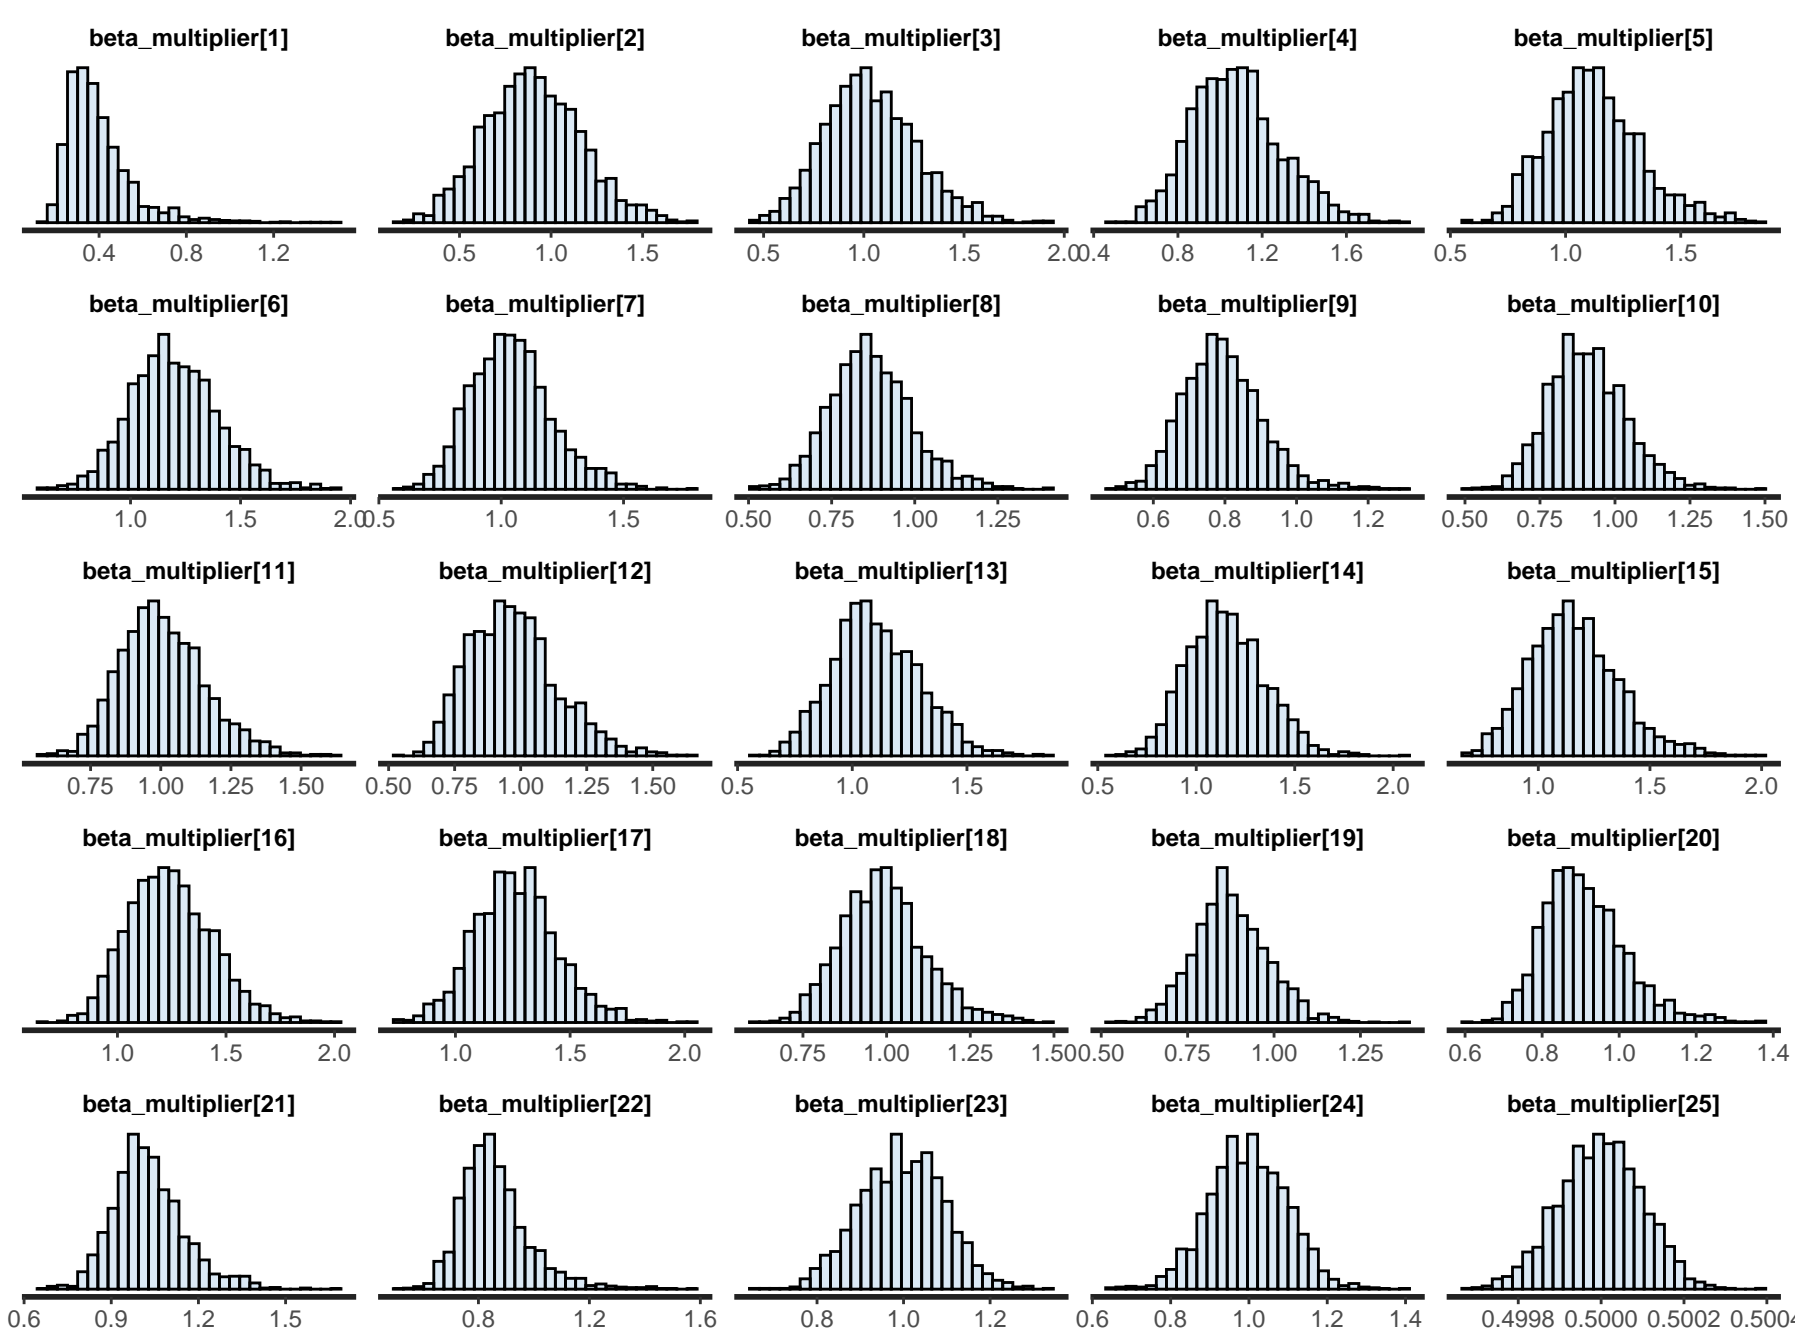 beta_multiplier[1] beta_multiplier[2] beta_multiplier[3] beta_multiplier[4] beta_multiplier[5]
0.4 0.8 1.2 0.5 1.0 1.5 0.5 1.0 1.5 2.0 0.4 0.8 1.2 1.6 0.5 1.0 1.5
beta_multiplier[6] beta_multiplier[7] beta_multiplier[8] beta_multiplier[9] beta_multiplier[10]
1.0 1.5 2.0 0.5 1.0 1.5 0.50 0.75 1.00 1.25 0.6 0.8 1.0 1.2 0.50 0.75 1.00 1.25 1.50
beta_multiplier[11] beta_multiplier[12] beta_multiplier[13] beta_multiplier[14] beta_multiplier[15]
0.75 1.00 1.25 1.50 0.50 0.75 1.00 1.25 1.50 0.5 1.0 1.5 0.5 1.0 1.5 2.0 1.0 1.5 2.0
beta_multiplier[16] beta_multiplier[17] beta_multiplier[18] beta_multiplier[19] beta_multiplier[20]
1.0 1.5 2.0 1.0 1.5 2.0 0.75 1.00 1.25 1.50 0.50 0.75 1.00 1.25 0.6 0.8 1.0 1.2 1.4
beta_multiplier[21] beta_multiplier[22] beta_multiplier[23] beta_multiplier[24] beta_multiplier[25]
0.6 0.9 1.2 1.5 0.8 1.2 1.6 0.8 1.0 1.2 0.6 0.8 1.0 1.2 1.4 0.4998 0.5000 0.5002 0.5004